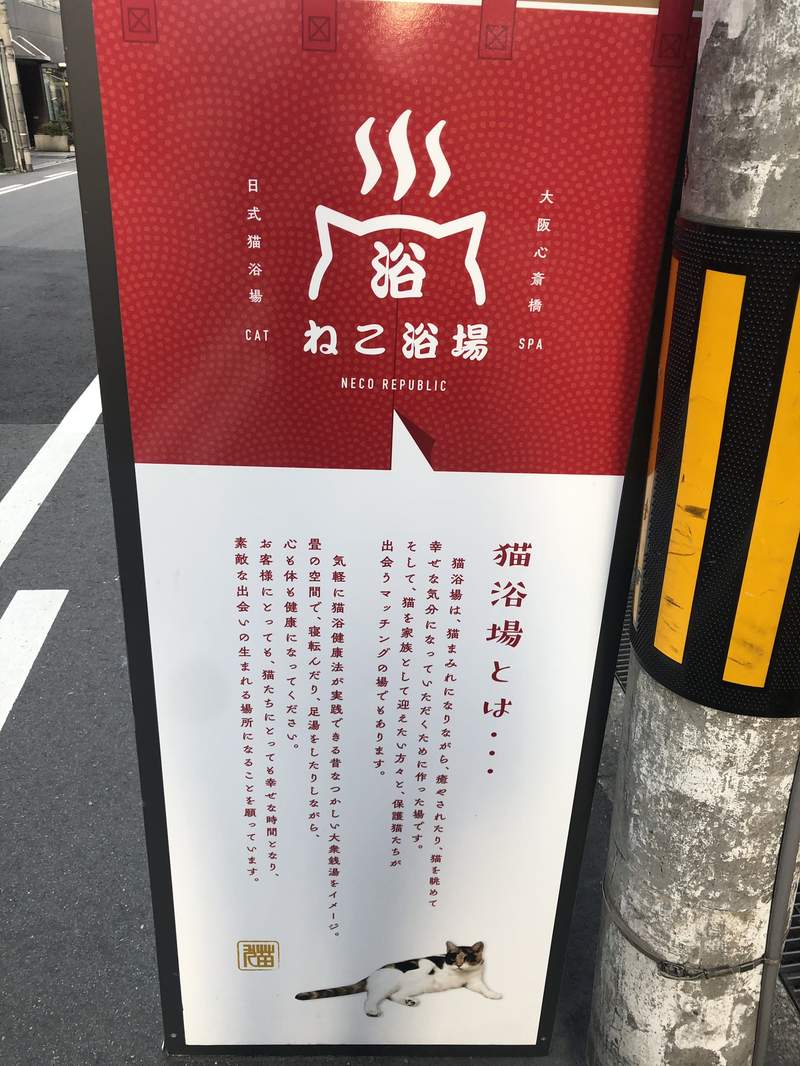 大阪心斎橋
日式猫浴場
浴
ねこ浴場
CAT
SPA
NECO REPUBLIC
猫浴場とは・・・
猫浴場は、猫まみれになりながら、癒やされたり、猫を眺めて
幸せな気分になっていただくために作った場です。
そして、猫を家族として迎えたい方々と、保護猫たちが
出会うマッチングの場でもあります。
気軽に猫浴健康法が実践できる昔なつかしい大衆銭湯をイメージ。
畳の空間で、寝転んだり、足湯をしたりしながら、
心も体も健康になってください。
お客様にとっても、猫たちにとっても幸せな時間となり、
素敵な出会いの生まれる場所になることを願っています。
猫